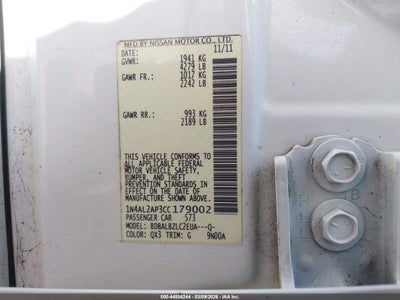 MFD BY NISSAN MOTOR CO., LTD.
DATE: 11/11
GVWR: 1941 KG
4279 LB
GAWR FR: 1017 KG
2242 LB
GAWR RR: 993 KG
2189 LB
THIS VEHICLE CONFORMS TO
ALL APPLICABLE FEDERAL
MOTOR VEHICLE SAFETY,
BUMPER, AND THEFT
PREVENTION STANDARDS
IN EFFECT ON THE DATE OF
MANUFACTURE SHOWN ABOVE.
1N4AL2AP3CC179002
PASSENGER CAR 573
MODEL: BDBALBZLC2EUA---Q-
COLOR: QX3 TRIM: G 9N00A
R B
000-44558244 - 03/09/2026 - IAA